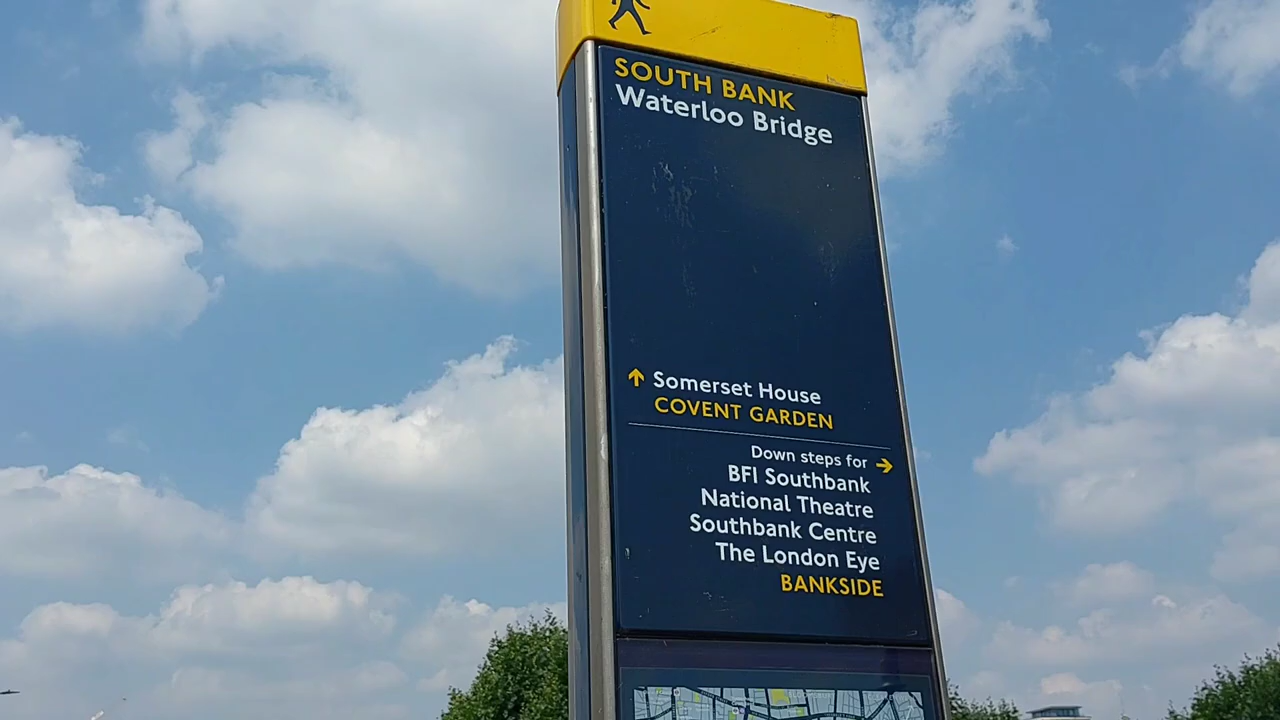 SOUTH BANK
Waterloo Bridge
Somerset House
COVENT GARDEN
Down steps for
BFI Southbank
National Theatre
Southbank Centre
The London Eye
BANKSIDE